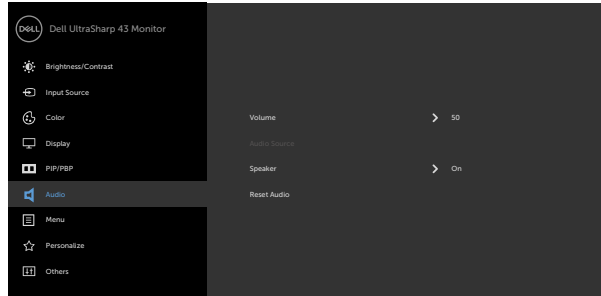 DELL
Dell UltraSharp 43 Monitor
Brightness/Contrast
Input Source
Color
Volume
50
Display
Audio Source
PIP/PBP
Speaker
On
Audio
Reset Audio
Menu
Personalize
Others